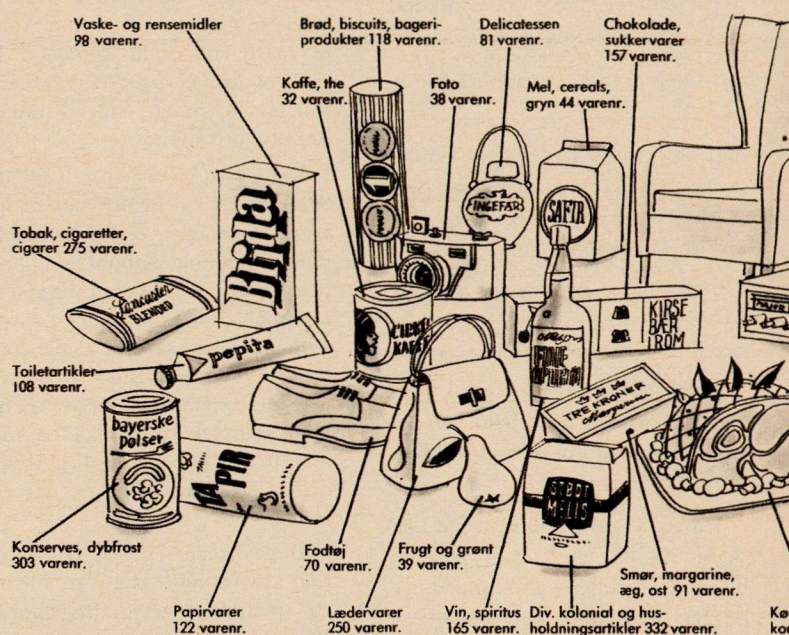 Vaske- og rensemidler
98 varenr.
Brød, biscuits, bageri-
produkter 118 varenr.
Delicatessen
81 varenr.
Chokolade,
sukkervarer
157 varenr.
Kaffe, the
32 varenr.
Foto
38 varenr.
Mel, cereals,
gryn 44 varenr.
INGEFÆR
SAFIR
Brila
Tobak, cigaretter,
cigarer 275 varenr.
BLENDED
KIRSE
BÆR
I ROM
KAFFE
pepita
Toiletartikler
108 varenr.
TRE KRONER
Margarine
bayerske
pølser
TAPIR
STØDT
MELIS
Konserves, dybfrost
303 varenr.
Fodtøj
70 varenr.
Frugt og grønt
39 varenr.
Smør, margarine,
æg, ost 91 varenr.
Papirvarer
122 varenr.
Lædervarer
250 varenr.
Vin, spiritus
165 varenr.
Div. kolonial og hus-
holdningsartikler 332 varenr.